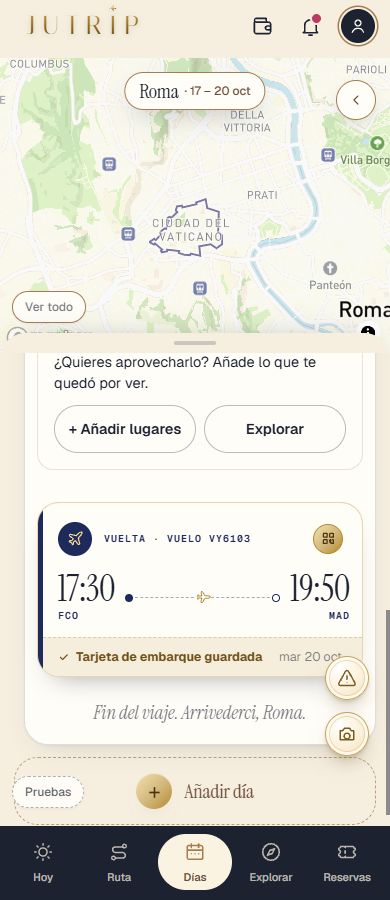 JUTRIP
COLUMBUS
PARIOLI
Roma · 17 – 20 oct
DELLA
VITTORIA
Villa Borg
PRATI
CIUDAD DEL
VATICANO
Panteón
Ver todo
Roma
¿Quieres aprovecharlo? Añade lo que te
quedó por ver.
+ Añadir lugares
Explorar
VUELTA · VUELO VY6103
17:30
19:50
FCO
MAD
Tarjeta de embarque guardada
mar 20 oct
Fin del viaje. Arrivederci, Roma.
Pruebas
+ Añadir día
Hoy
Ruta
Días
Explorar
Reservas